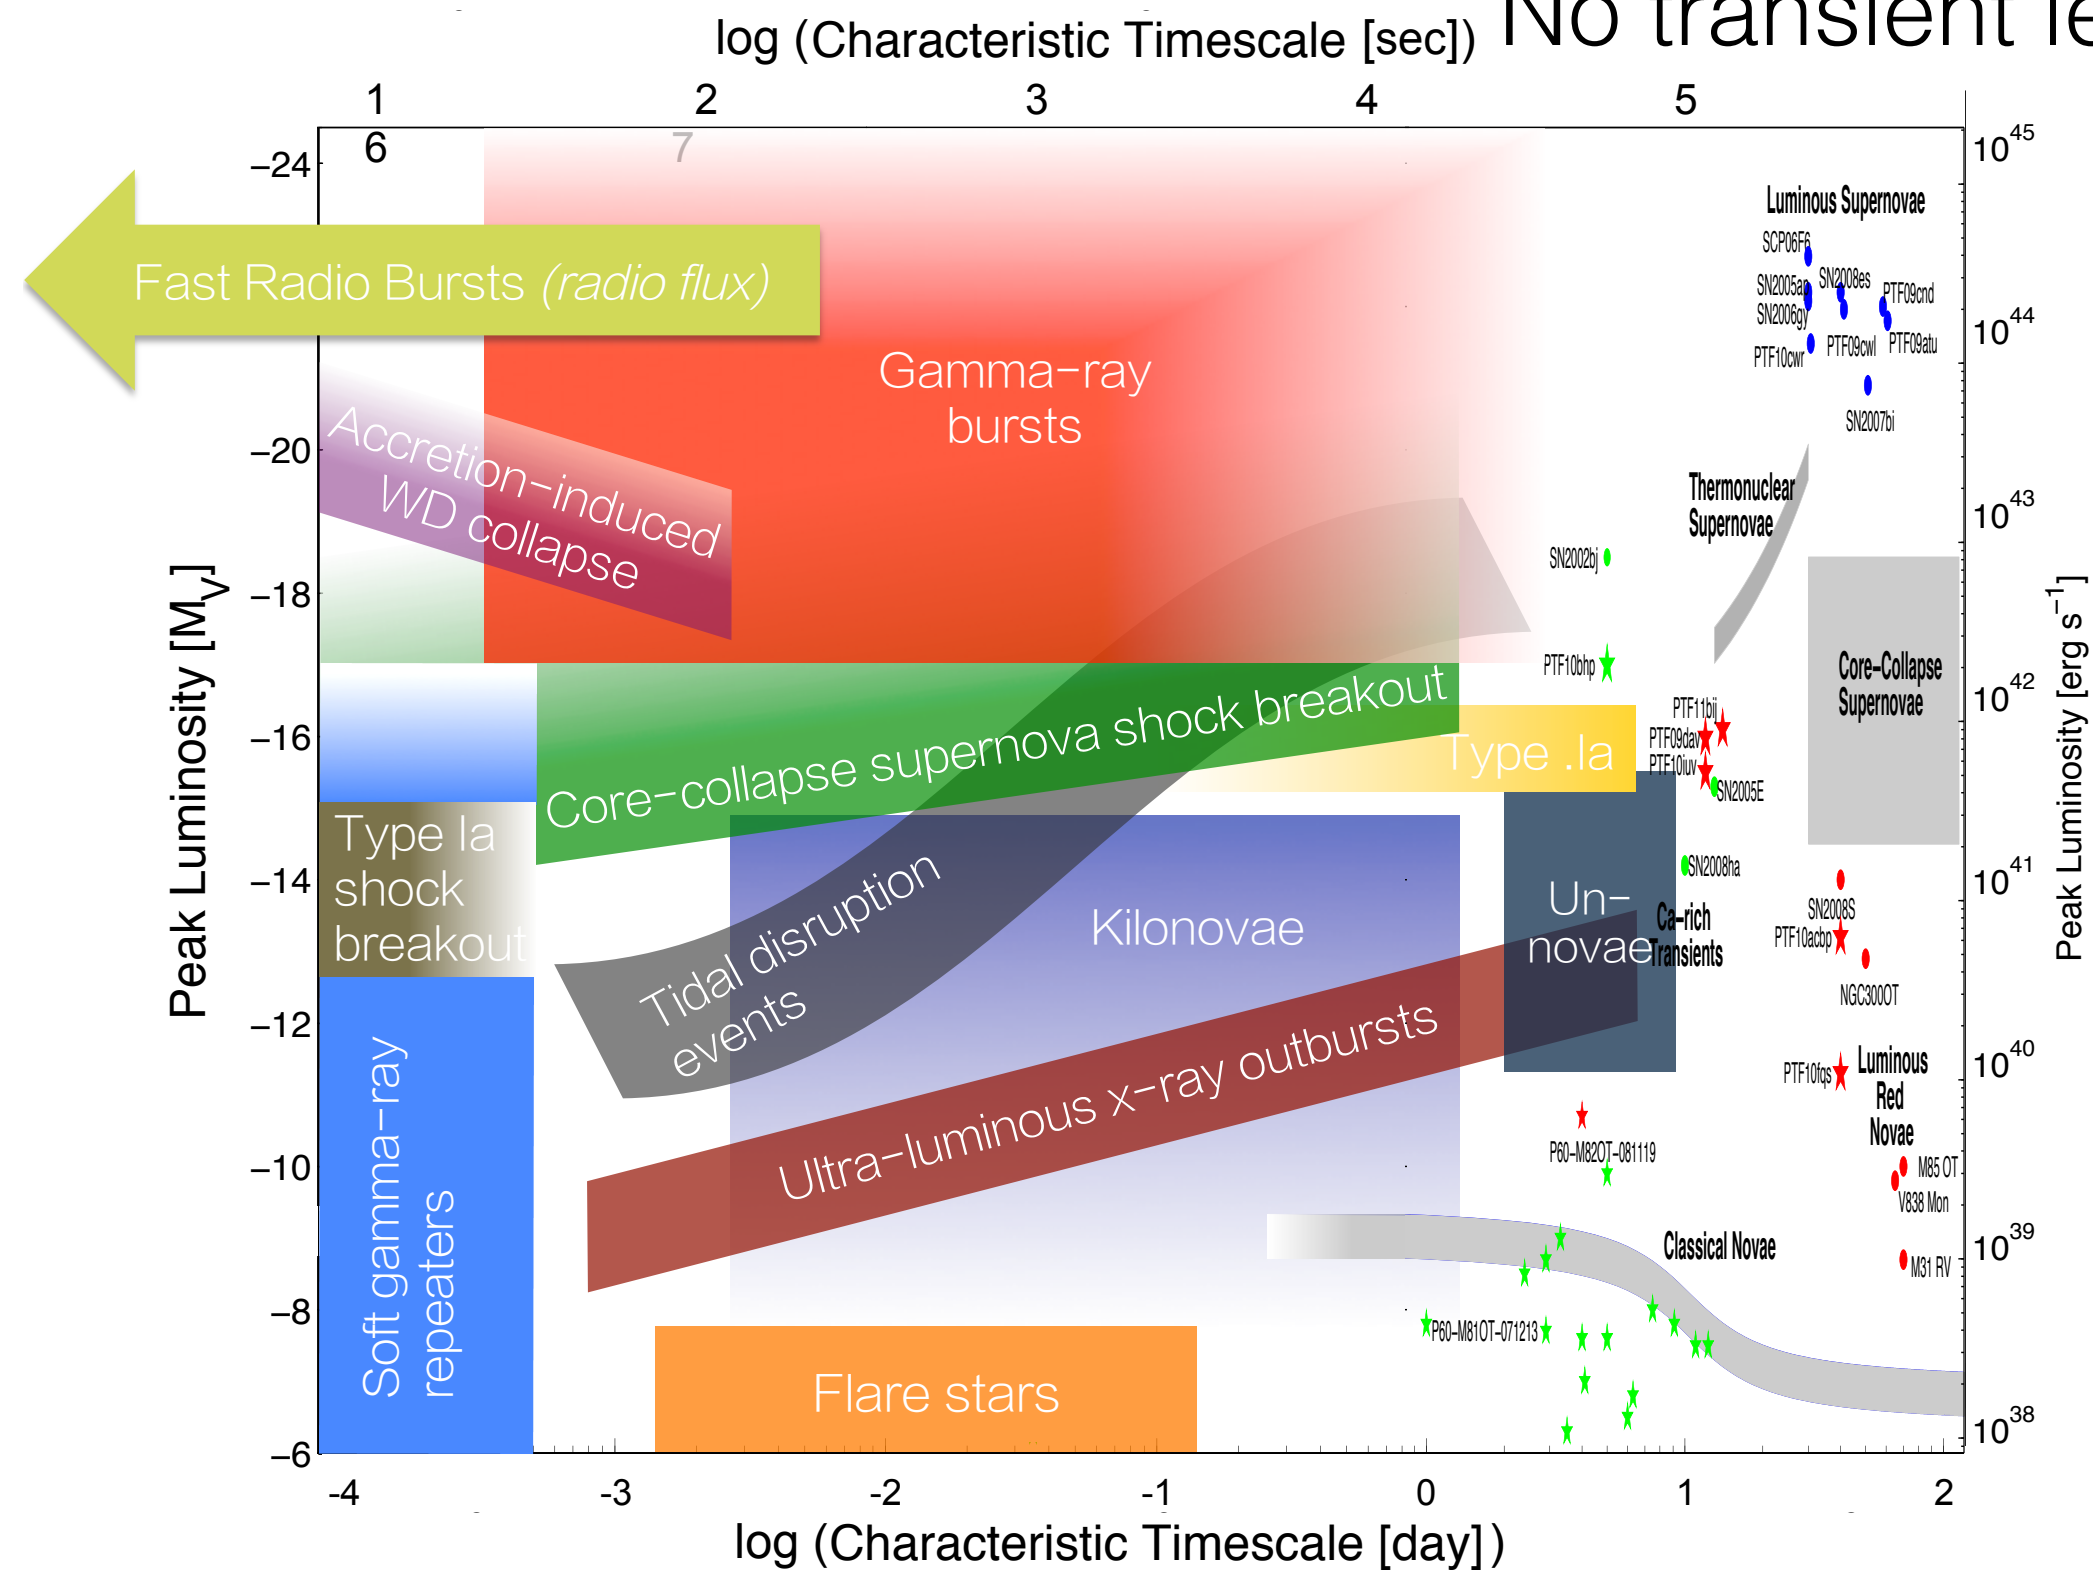 No transient le
log (Characteristic Timescale [sec])
1 2 3 4 5
6 7
−24
−20
−18
−16
−14
−12
−10
−8
−6
Peak Luminosity [MV]
10^45
10^44
10^43
10^42
10^41
10^40
10^39
10^38
Peak Luminosity [erg s^−1]
Fast Radio Bursts (radio flux)
Gamma-ray
bursts
Accretion-induced
WD collapse
Core-collapse supernova shock breakout
Type .Ia
Type Ia
shock
breakout
Tidal disruption
events
Kilonovae
Un-
novae
Ultra-luminous x-ray outbursts
Soft gamma-ray
repeaters
Flare stars
Luminous Supernovae
SCP06F6
SN2005ap
SN2008es
SN2006gy
PTF09cnd
PTF10cwr
PTF09cwl
PTF09atu
SN2007bi
Thermonuclear
Supernovae
SN2002bj
PTF10bhp
Core-Collapse
Supernovae
PTF11bij
PTF09dav
PTF10iuv
SN2005E
SN2008ha
Ca-rich
Transients
SN2008S
PTF10acbp
NGC300OT
PTF10fqs
Luminous
Red
Novae
P60-M82OT-081119
M85 OT
V838 Mon
Classical Novae
M31 RV
P60-M81OT-071213
-4 -3 -2 -1 0 1 2
log (Characteristic Timescale [day])